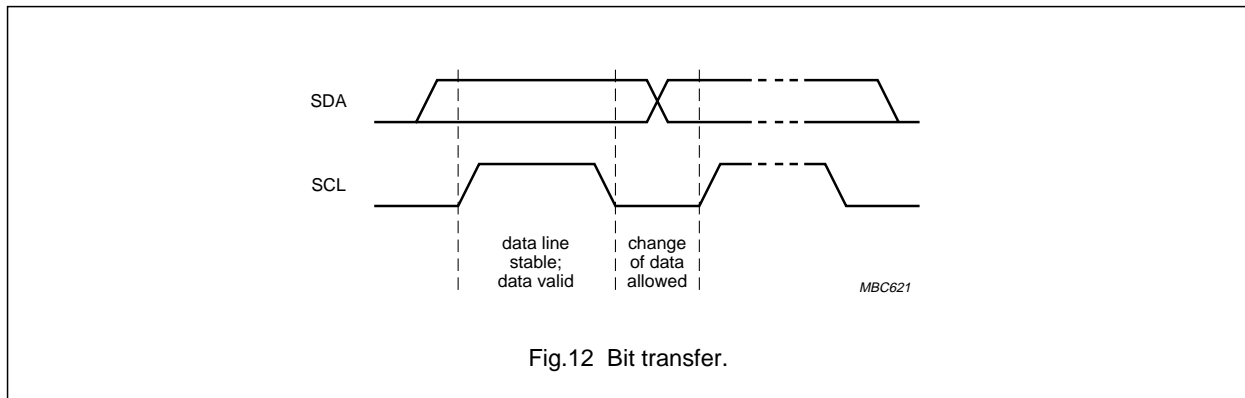 SDA
SCL
data line
stable;
data valid
change
of data
allowed
MBC621
Fig.12 Bit transfer.